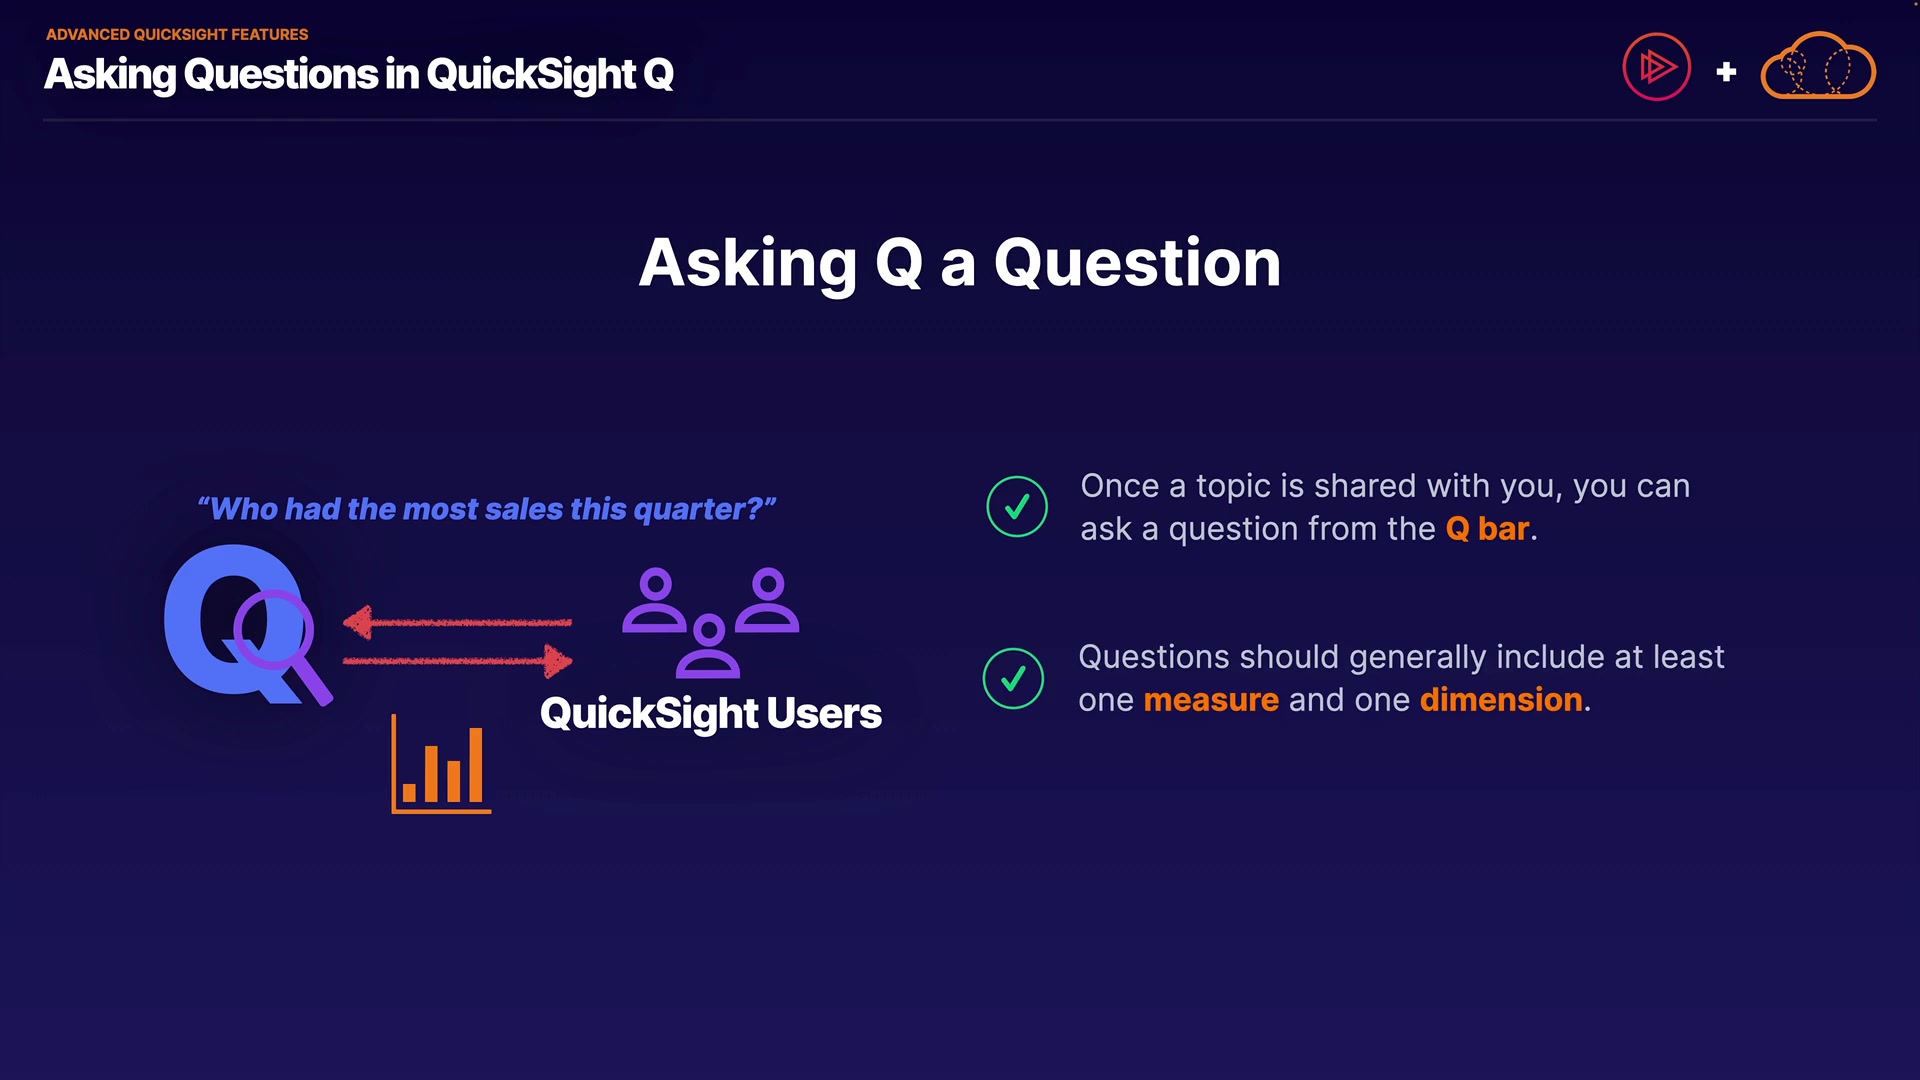 ADVANCED QUICKSIGHT FEATURES
Asking Questions in QuickSight Q
+
Asking Q a Question
“Who had the most sales this quarter?”
Q
QuickSight Users
Once a topic is shared with you, you can
ask a question from the Q bar.
Questions should generally include at least
one measure and one dimension.